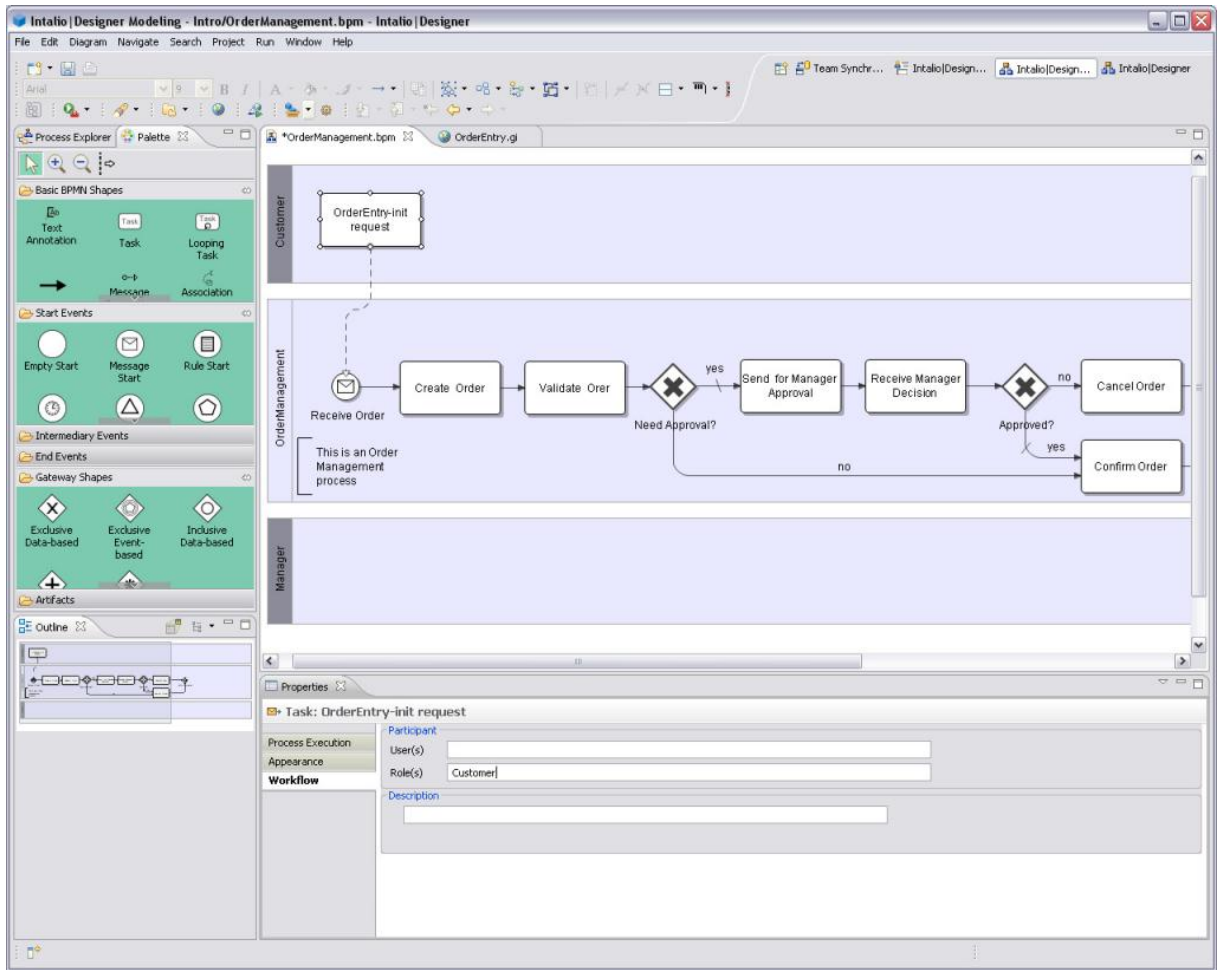 Intalio|Designer Modeling - Intro/OrderManagement.bpm - Intalio|Designer
File Edit Diagram Navigate Search Project Run Window Help
Team Synchr... Intalio|Design... Intalio|Design... Intalio|Designer
Arial 9 B I A
Process Explorer Palette
*OrderManagement.bpm OrderEntry.gi
Basic BPMN Shapes
Text Annotation
Task
Task
Task
Looping Task
Message
Association
Start Events
Empty Start
Message Start
Rule Start
Intermediary Events
End Events
Gateway Shapes
Exclusive Data-based
Exclusive Event-based
Inclusive Data-based
Artifacts
Outline
Customer
OrderEntry-init
request
OrderManagement
Receive Order
Create Order
Validate Orer
Need Approval?
yes
Send for Manager
Approval
Receive Manager
Decision
Approved?
no
Cancel Order
yes
Confirm Order
no
This is an Order
Management
process
Manager
Properties
Task: OrderEntry-init request
Process Execution
Appearance
Workflow
Participant
User(s)
Role(s) Customer
Description